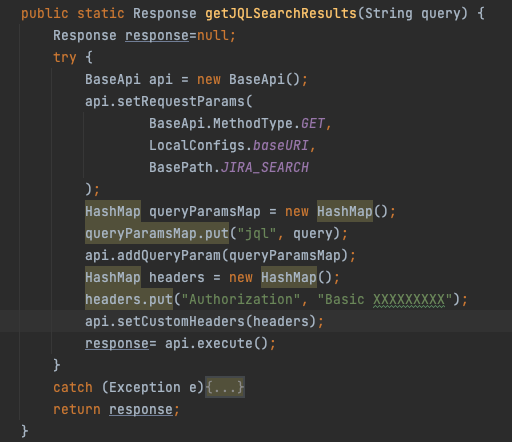 public static Response getJQLSearchResults(String query) {
Response response=null;
try {
BaseApi api = new BaseApi();
api.setRequestParams(
BaseApi.MethodType.GET,
LocalConfigs.baseURI,
BasePath.JIRA_SEARCH
);
HashMap queryParamsMap = new HashMap();
queryParamsMap.put("jql", query);
api.addQueryParam(queryParamsMap);
HashMap headers = new HashMap();
headers.put("Authorization", "Basic XXXXXXXXX");
api.setCustomHeaders(headers);
response= api.execute();
}
catch (Exception e){...}
return response;
}